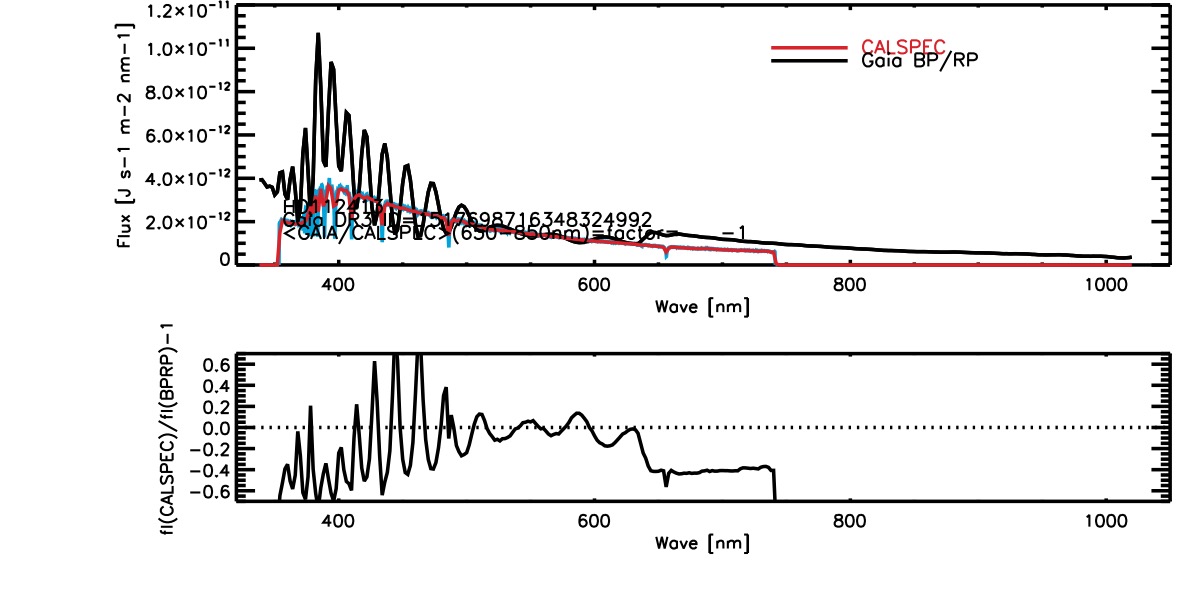 1.2×10⁻¹¹
1.0×10⁻¹¹
8.0×10⁻¹²
6.0×10⁻¹²
4.0×10⁻¹²
2.0×10⁻¹²
0
Flux [J s−1 m−2 nm−1]
CALSPEC
Gaia BP/RP
<GAIA/CALSPEC>(650−850nm)=factor= −1
400 600 800 1000
Wave [nm]
fl(CALSPEC)/fl(BPRP)−1
0.6
0.4
0.2
0.0
−0.2
−0.4
−0.6
400 600 800 1000
Wave [nm]